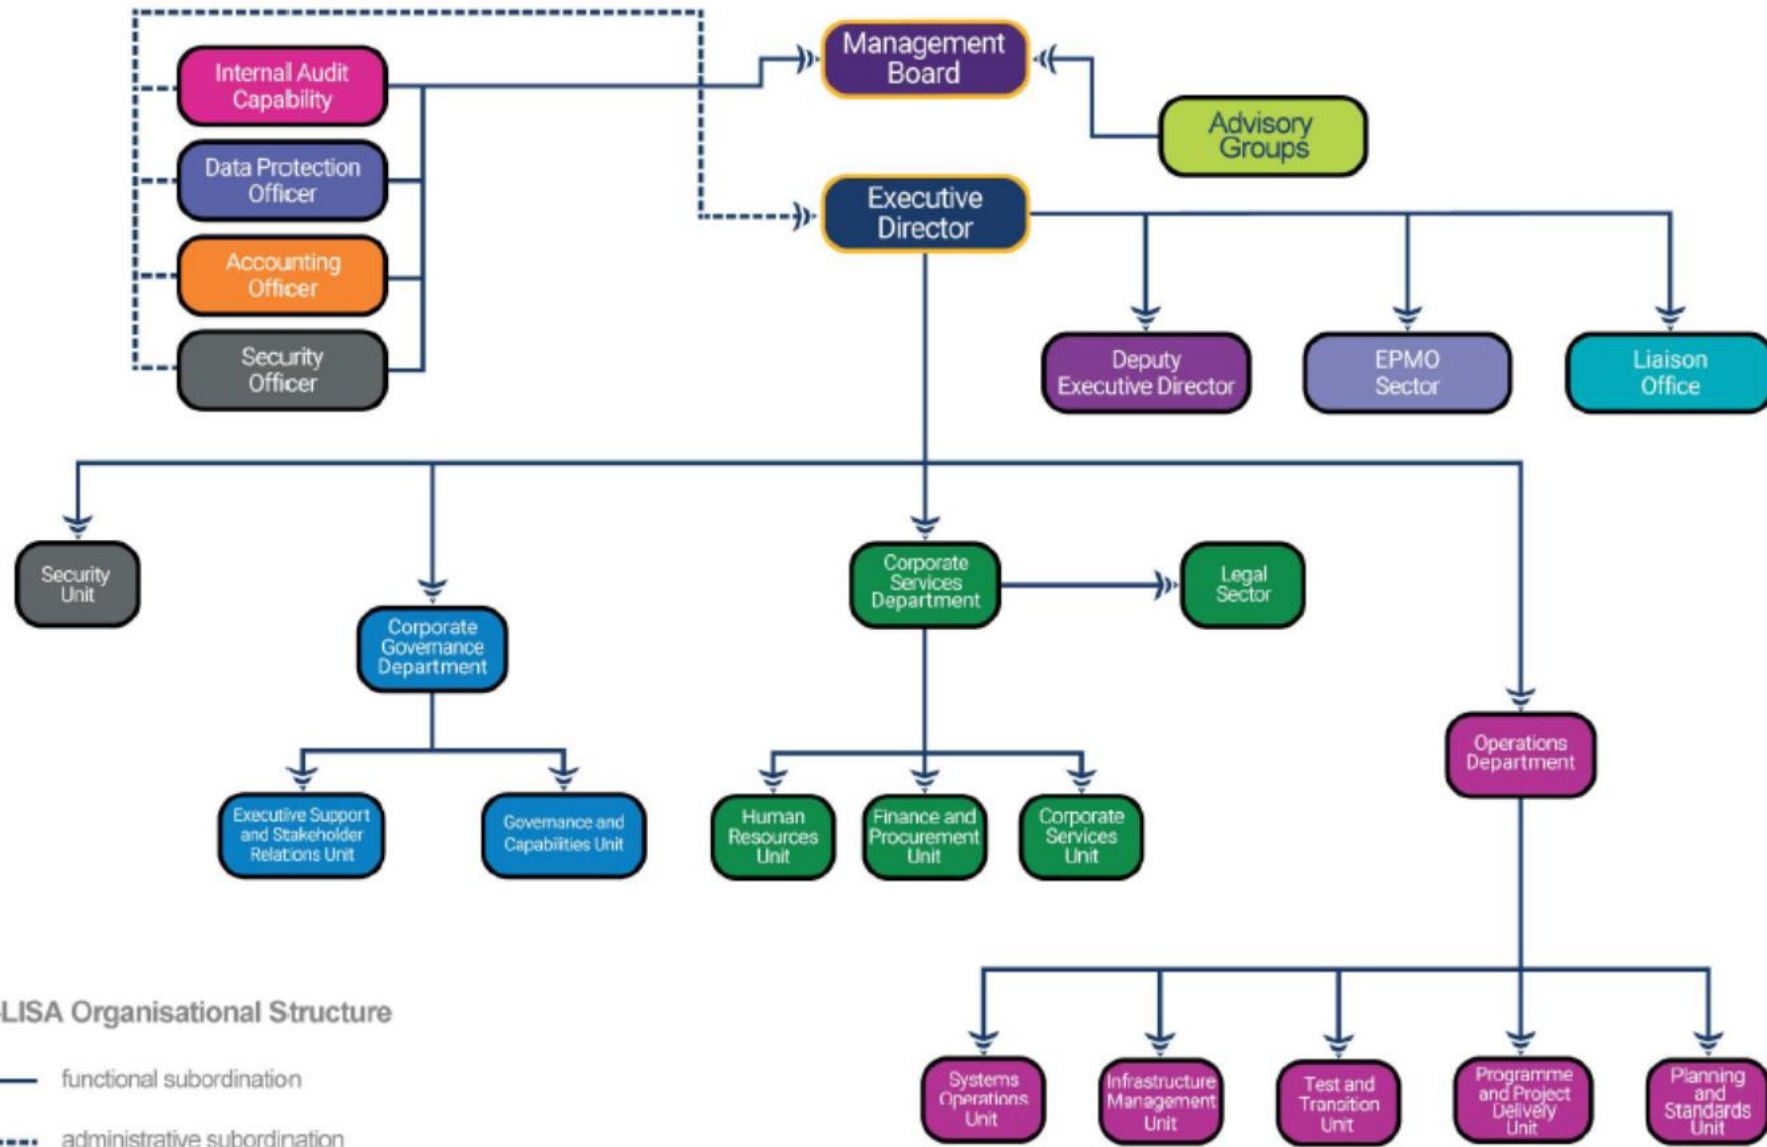 Management
Board
Internal Audit
Capability
Advisory
Groups
Data Protection
Officer
Executive
Director
Accounting
Officer
Security
Officer
Deputy
Executive Director
EPMO
Sector
Liaison
Office
Security
Unit
Corporate
Services
Department
Legal
Sector
Corporate
Governance
Department
Operations
Department
Executive Support
and Stakeholder
Relations Unit
Governance and
Capabilities Unit
Human
Resources
Unit
Finance and
Procurement
Unit
Corporate
Services
Unit
-LISA Organisational Structure
functional subordination
administrative subordination
Systems
Operations
Unit
Infrastructure
Management
Unit
Test and
Transition
Unit
Programme
and Project
Delivery
Unit
Planning
and
Standards
Unit